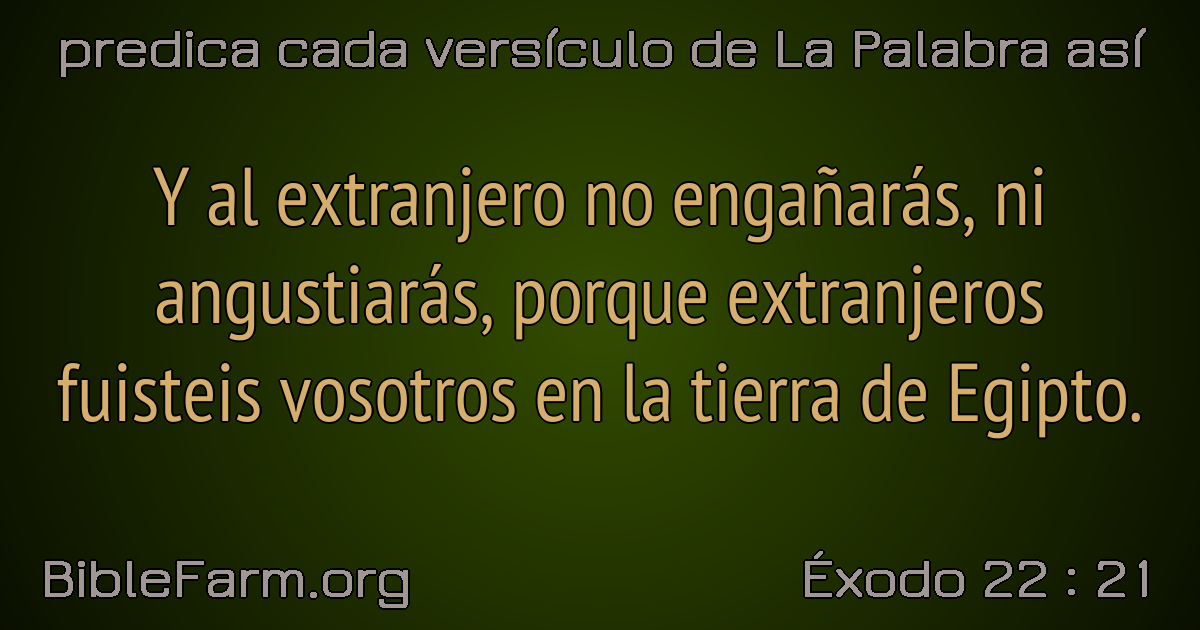 predica cada versículo de La Palabra así
Y al extranjero no engañarás, ni
angustiarás, porque extranjeros
fuisteis vosotros en la tierra de Egipto.
BibleFarm.org
Éxodo 22 : 21